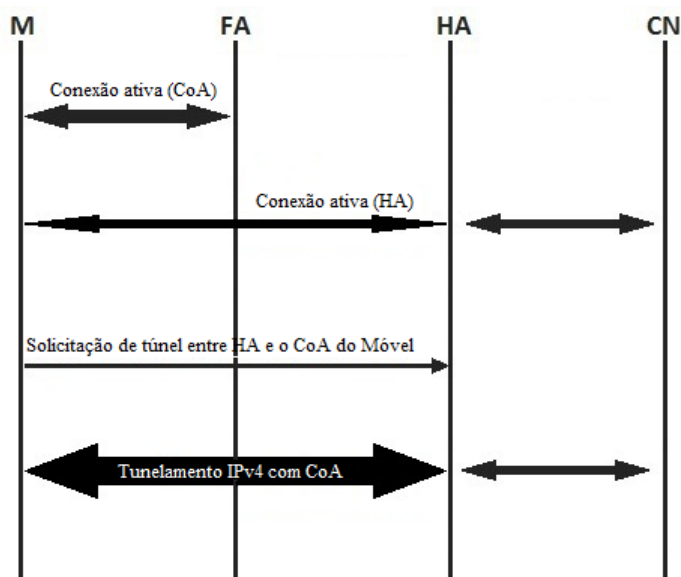 M FA HA CN
Conexão ativa (CoA)
Conexão ativa (HA)
Solicitação de túnel entre HA e o CoA do Móvel
Tunelamento IPv4 com CoA